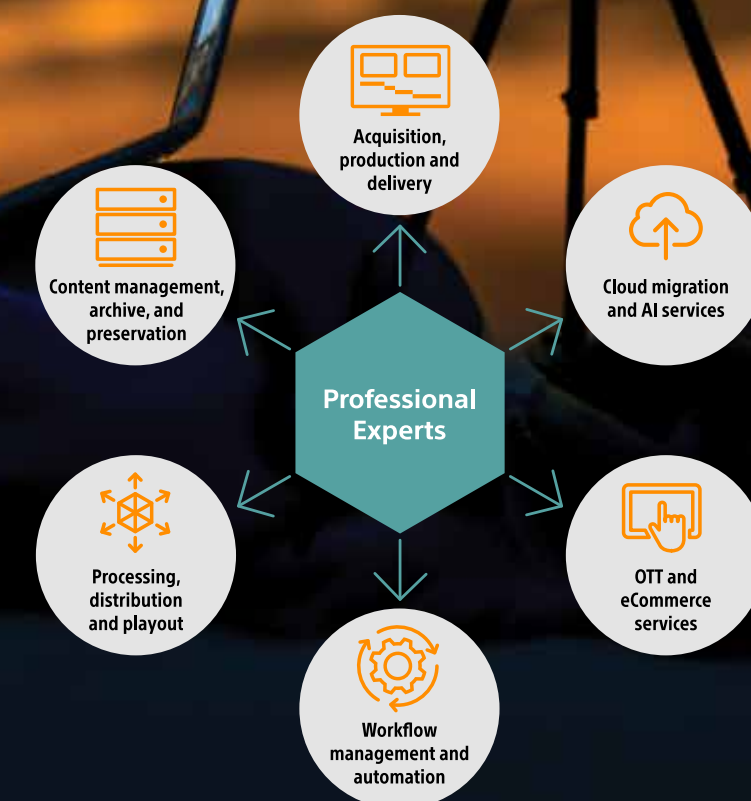 Acquisition,
production and
delivery
Content management,
archive, and
preservation
Cloud migration
and AI services
Professional
Experts
Processing,
distribution
and playout
OTT and
eCommerce
services
Workflow
management and
automation